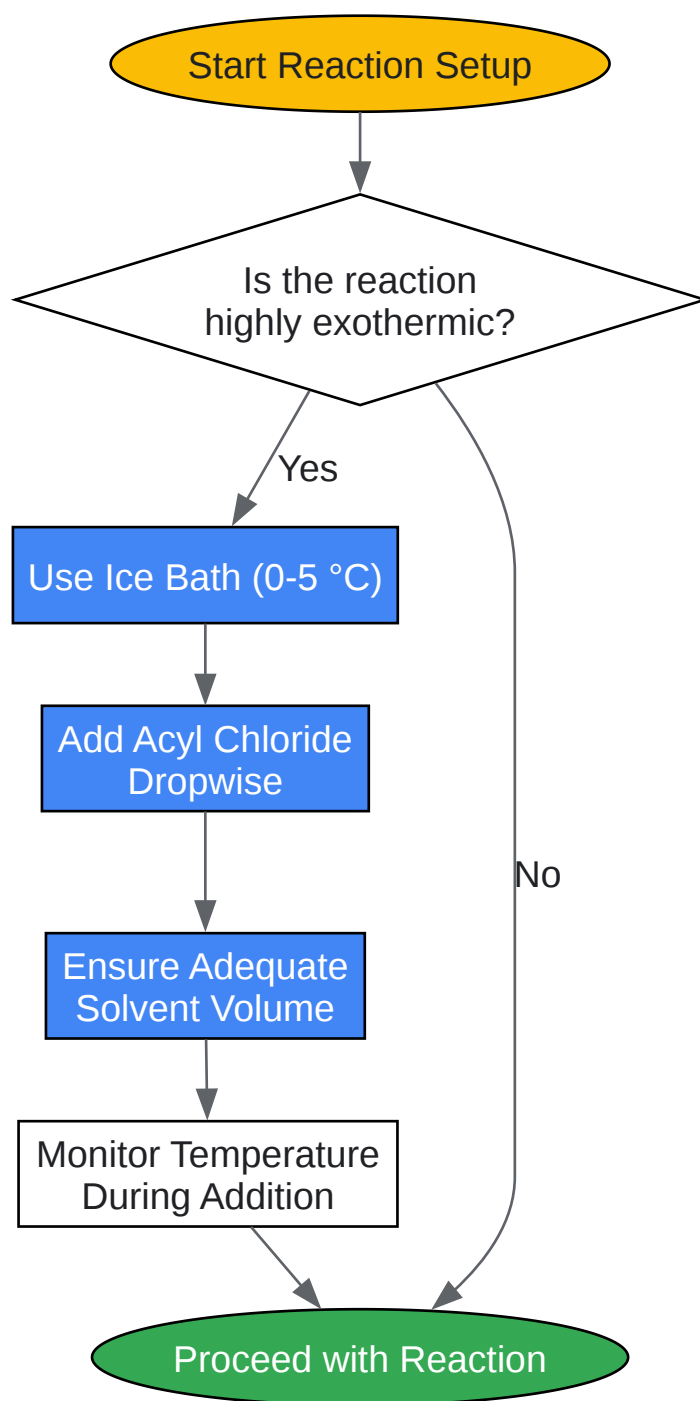 Start Reaction Setup
Is the reaction
highly exothermic?
Yes
Use Ice Bath (0-5 °C)
Add Acyl Chloride
Dropwise
No
Ensure Adequate
Solvent Volume
Monitor Temperature
During Addition
Proceed with Reaction